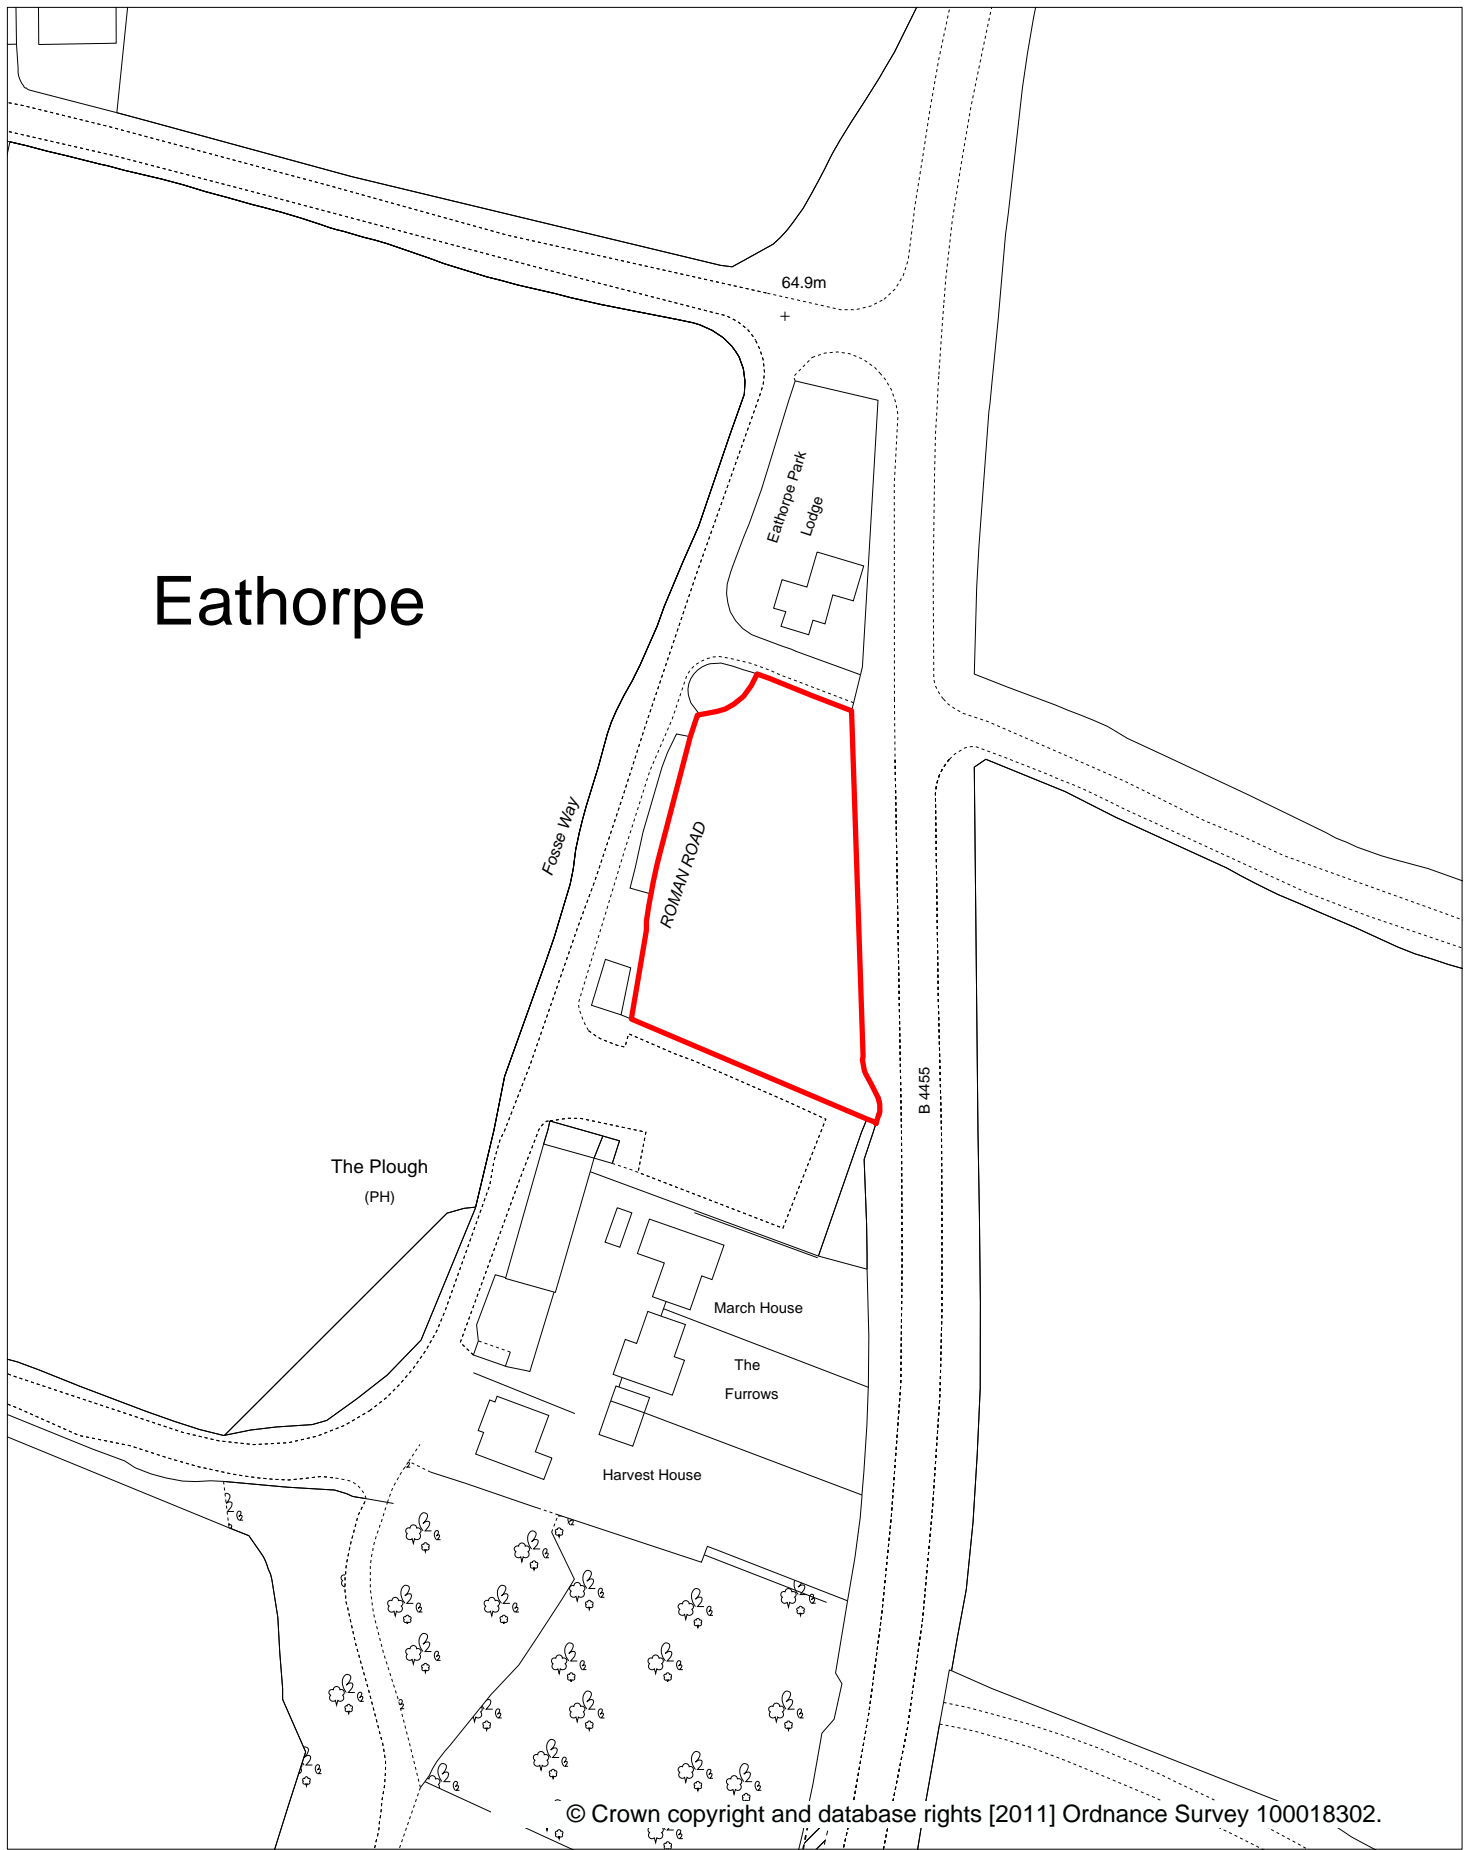 64.9m
Eathorpe Park
Lodge
Eathorpe
Fosse Way
ROMAN ROAD
B 4455
The Plough
(PH)
March House
The
Furrows
Harvest House
© Crown copyright and database rights [2011] Ordnance Survey 100018302.